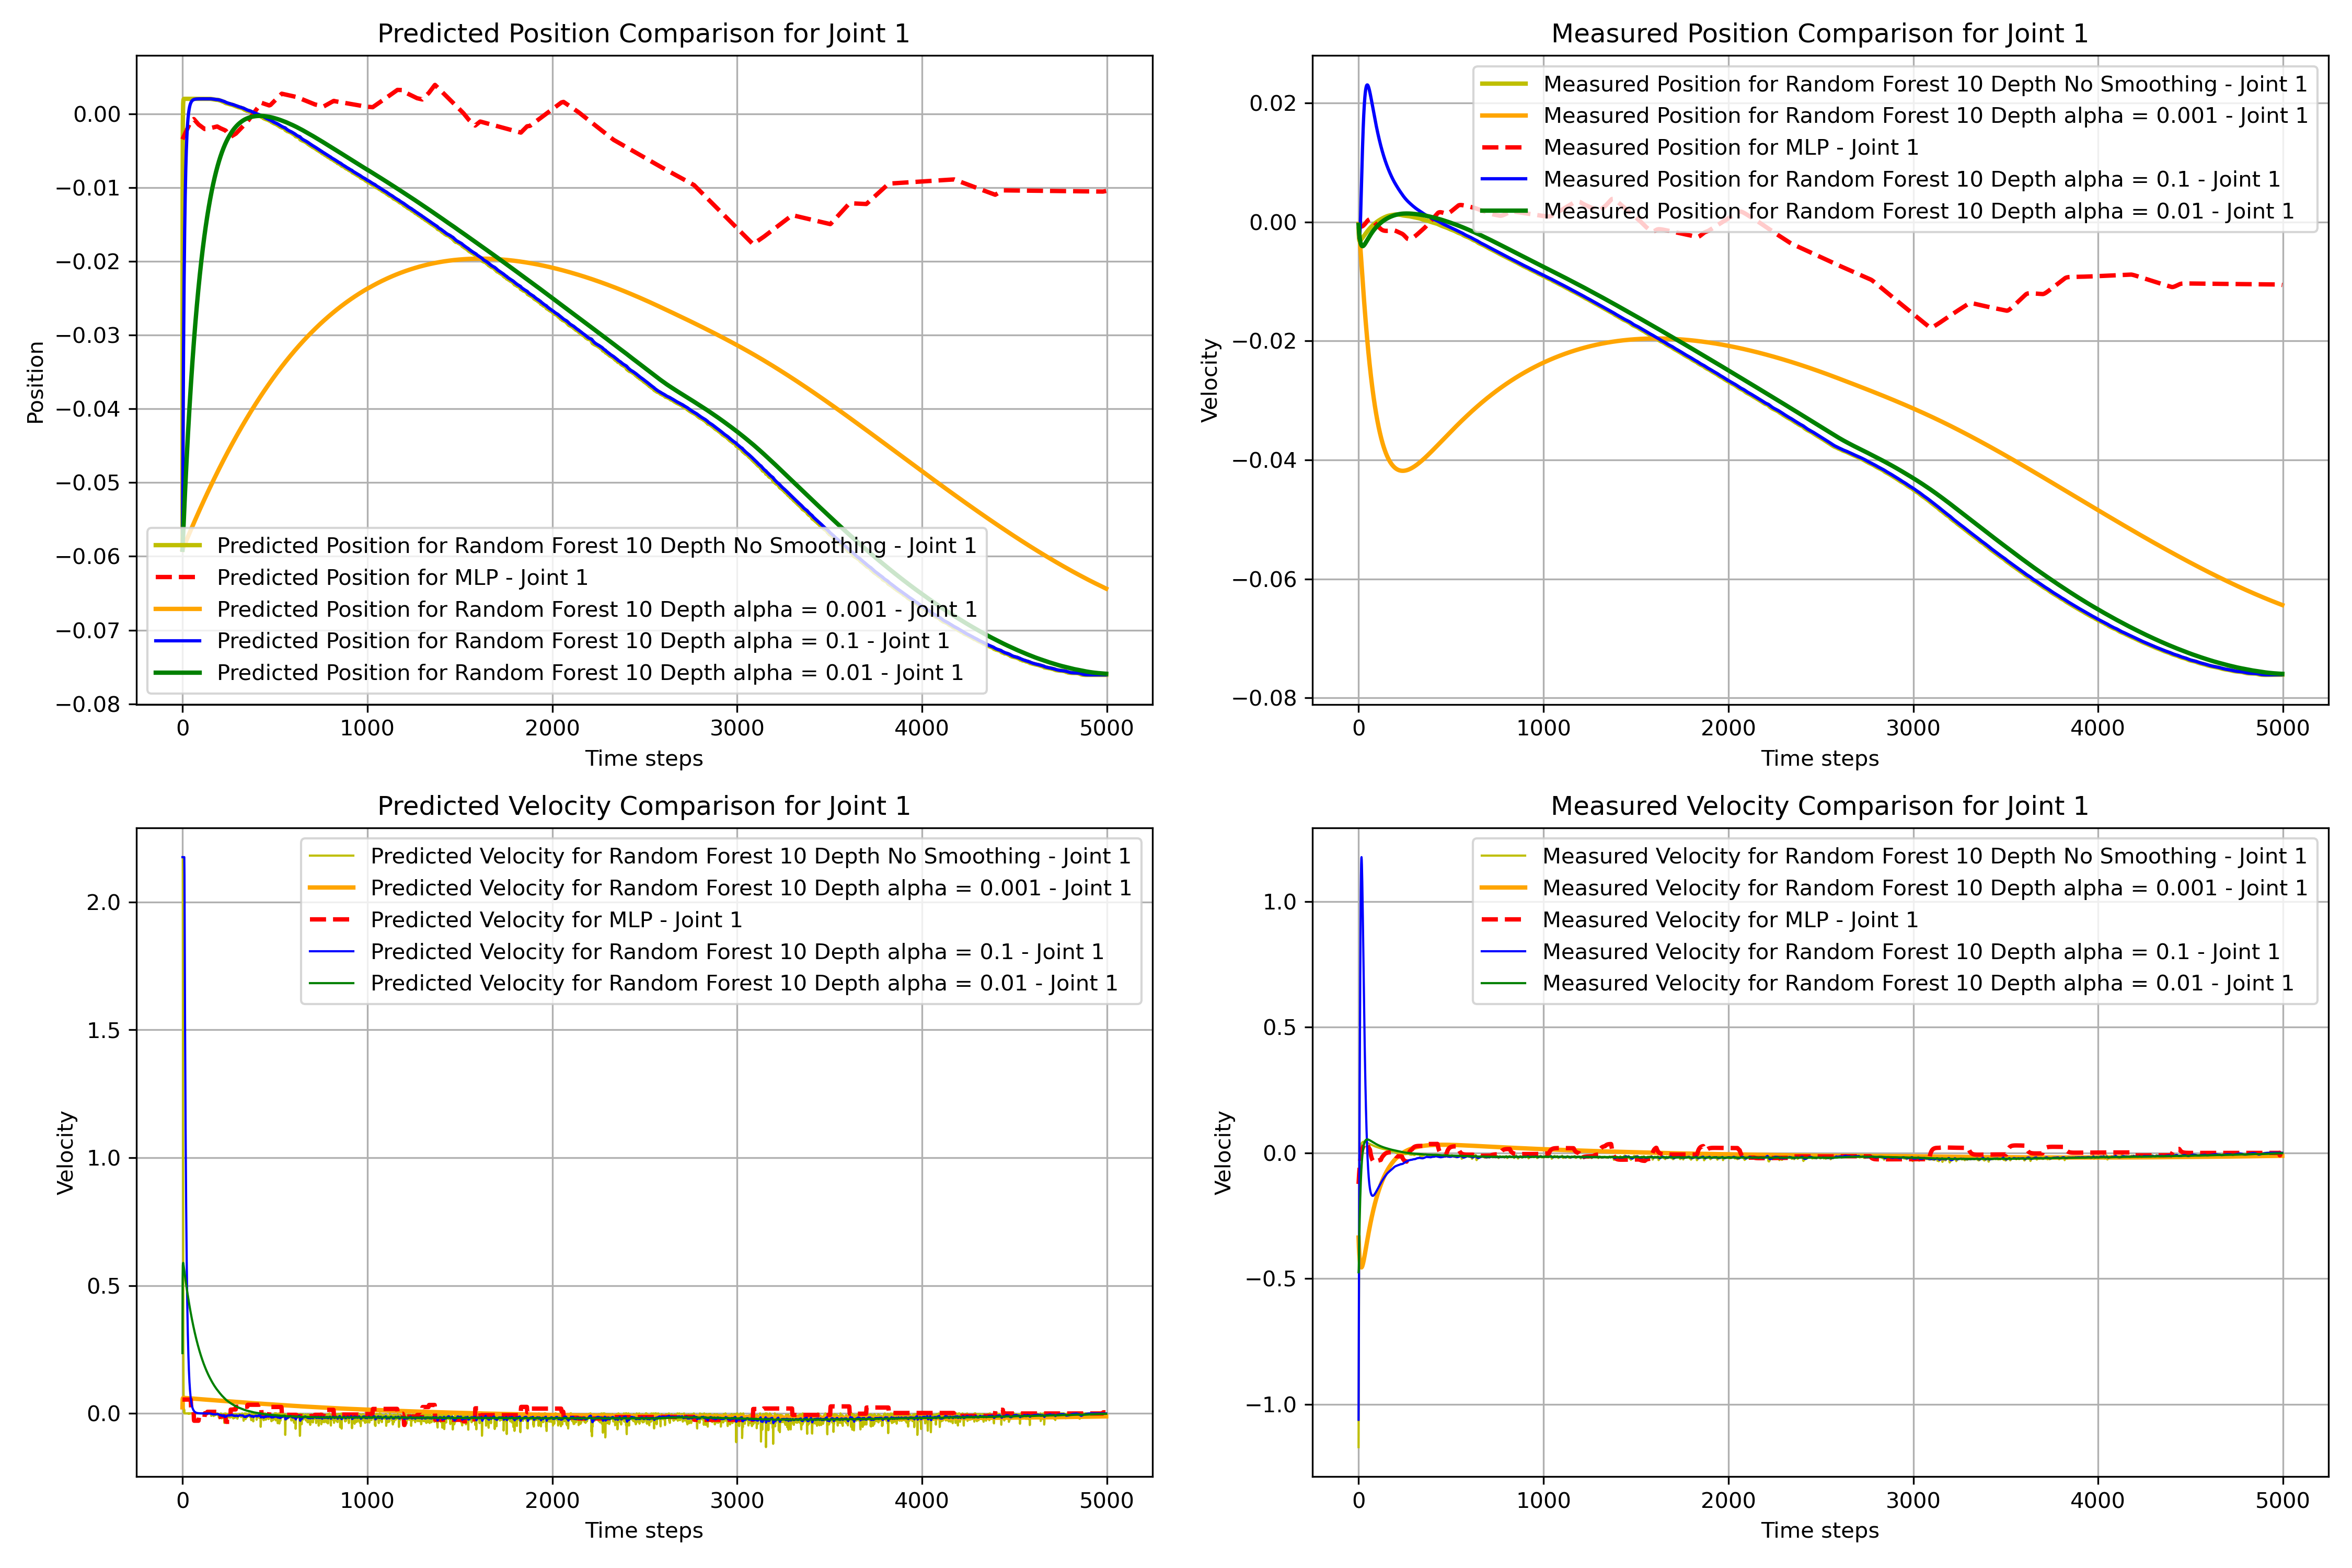 Predicted Position Comparison for Joint 1
Position
0.00
−0.01
−0.02
−0.03
−0.04
−0.05
−0.06
−0.07
−0.08
Predicted Position for Random Forest 10 Depth No Smoothing - Joint 1
Predicted Position for MLP - Joint 1
Predicted Position for Random Forest 10 Depth alpha = 0.001 - Joint 1
Predicted Position for Random Forest 10 Depth alpha = 0.1 - Joint 1
Predicted Position for Random Forest 10 Depth alpha = 0.01 - Joint 1
0 1000 2000 3000 4000 5000
Time steps
Measured Position Comparison for Joint 1
Velocity
0.02
0.00
−0.02
−0.04
−0.06
−0.08
Measured Position for Random Forest 10 Depth No Smoothing - Joint 1
Measured Position for Random Forest 10 Depth alpha = 0.001 - Joint 1
Measured Position for MLP - Joint 1
Measured Position for Random Forest 10 Depth alpha = 0.1 - Joint 1
Measured Position for Random Forest 10 Depth alpha = 0.01 - Joint 1
0 1000 2000 3000 4000 5000
Time steps
Predicted Velocity Comparison for Joint 1
Velocity
2.0
1.5
1.0
0.5
0.0
Predicted Velocity for Random Forest 10 Depth No Smoothing - Joint 1
Predicted Velocity for Random Forest 10 Depth alpha = 0.001 - Joint 1
Predicted Velocity for MLP - Joint 1
Predicted Velocity for Random Forest 10 Depth alpha = 0.1 - Joint 1
Predicted Velocity for Random Forest 10 Depth alpha = 0.01 - Joint 1
0 1000 2000 3000 4000 5000
Time steps
Measured Velocity Comparison for Joint 1
Velocity
1.0
0.5
0.0
−0.5
−1.0
Measured Velocity for Random Forest 10 Depth No Smoothing - Joint 1
Measured Velocity for Random Forest 10 Depth alpha = 0.001 - Joint 1
Measured Velocity for MLP - Joint 1
Measured Velocity for Random Forest 10 Depth alpha = 0.1 - Joint 1
Measured Velocity for Random Forest 10 Depth alpha = 0.01 - Joint 1
0 1000 2000 3000 4000 5000
Time steps